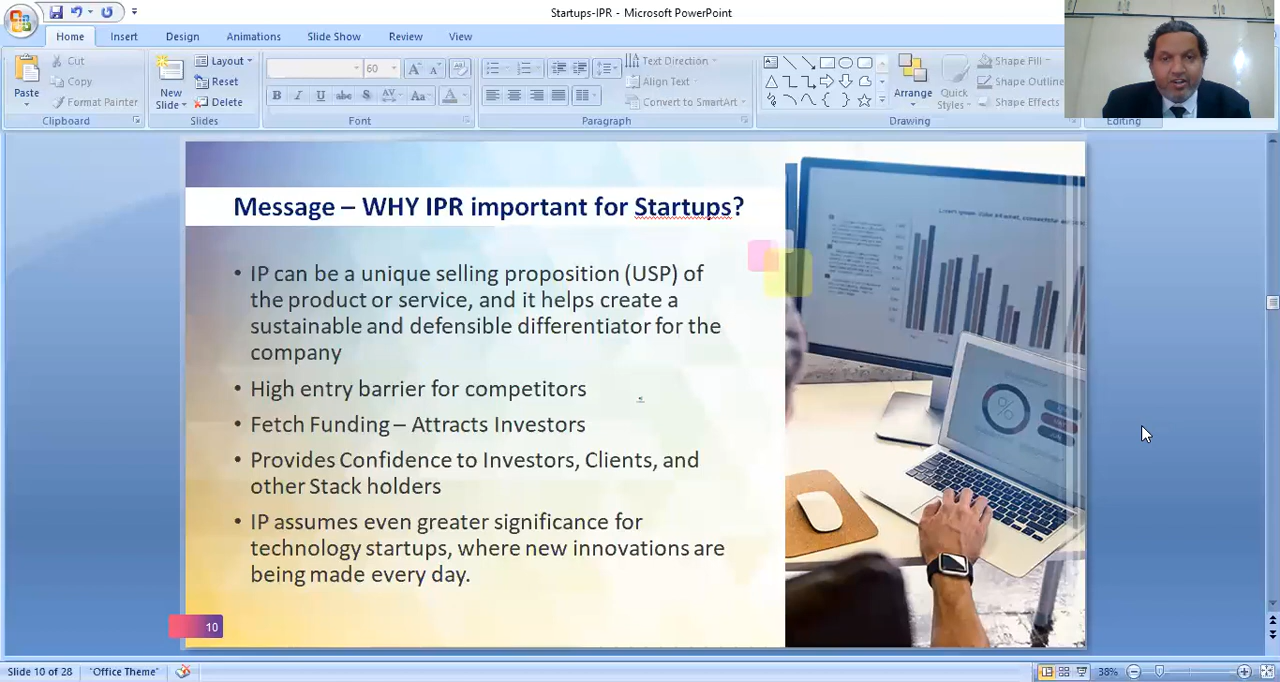 Startups-IPR - Microsoft PowerPoint
Home Insert Design Animations Slide Show Review View
Paste
Cut
Copy
Format Painter
Clipboard
New
Slide
Layout
Reset
Delete
Slides
60
B I U abc S AV Aa A
Font
Text Direction
Align Text
Convert to SmartArt
Paragraph
Arrange
Quick
Styles
Shape Fill
Shape Outline
Shape Effects
Drawing
Editing
Message – WHY IPR important for Startups?
• IP can be a unique selling proposition (USP) of
the product or service, and it helps create a
sustainable and defensible differentiator for the
company
• High entry barrier for competitors
• Fetch Funding – Attracts Investors
• Provides Confidence to Investors, Clients, and
other Stack holders
• IP assumes even greater significance for
technology startups, where new innovations are
being made every day.
10
%
Slide 10 of 28 "Office Theme" 38%